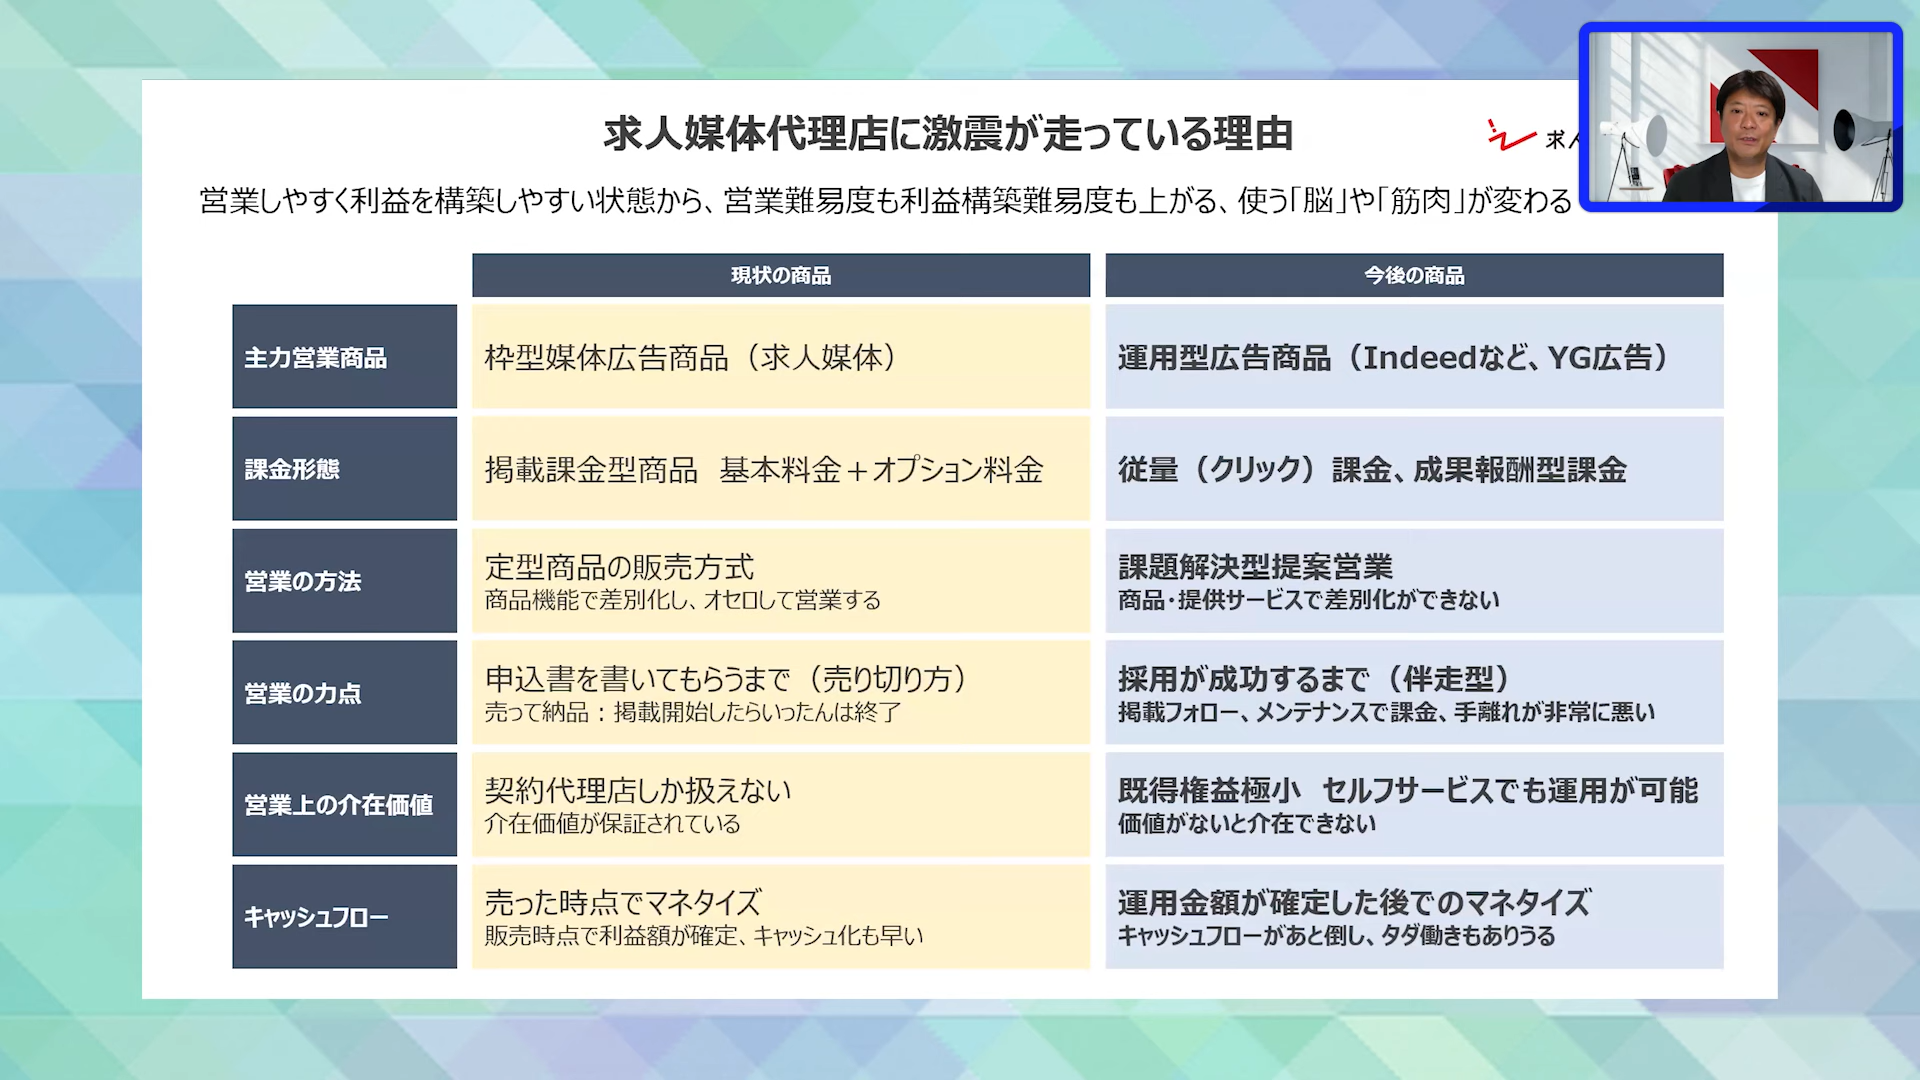 求人媒体代理店に激震が走っている理由
求人
営業しやすく利益を構築しやすい状態から、営業難易度も利益構築難易度も上がる、使う「脳」や「筋肉」が変わる
現状の商品
今後の商品
主力営業商品
枠型媒体広告商品（求人媒体）
運用型広告商品（Indeedなど、YG広告）
課金形態
掲載課金型商品　基本料金＋オプション料金
従量（クリック）課金、成果報酬型課金
営業の方法
定型商品の販売方式
商品機能で差別化し、オセロして営業する
課題解決型提案営業
商品・提供サービスで差別化ができない
営業の力点
申込書を書いてもらうまで（売り切り方）
売って納品：掲載開始したらいったんは終了
採用が成功するまで（伴走型）
掲載フォロー、メンテナンスで課金、手離れが非常に悪い
営業上の介在価値
契約代理店しか扱えない
介在価値が保証されている
既得権益極小　セルフサービスでも運用が可能
価値がないと介在できない
キャッシュフロー
売った時点でマネタイズ
販売時点で利益額が確定、キャッシュ化も早い
運用金額が確定した後でのマネタイズ
キャッシュフローがあと倒し、タダ働きもありうる